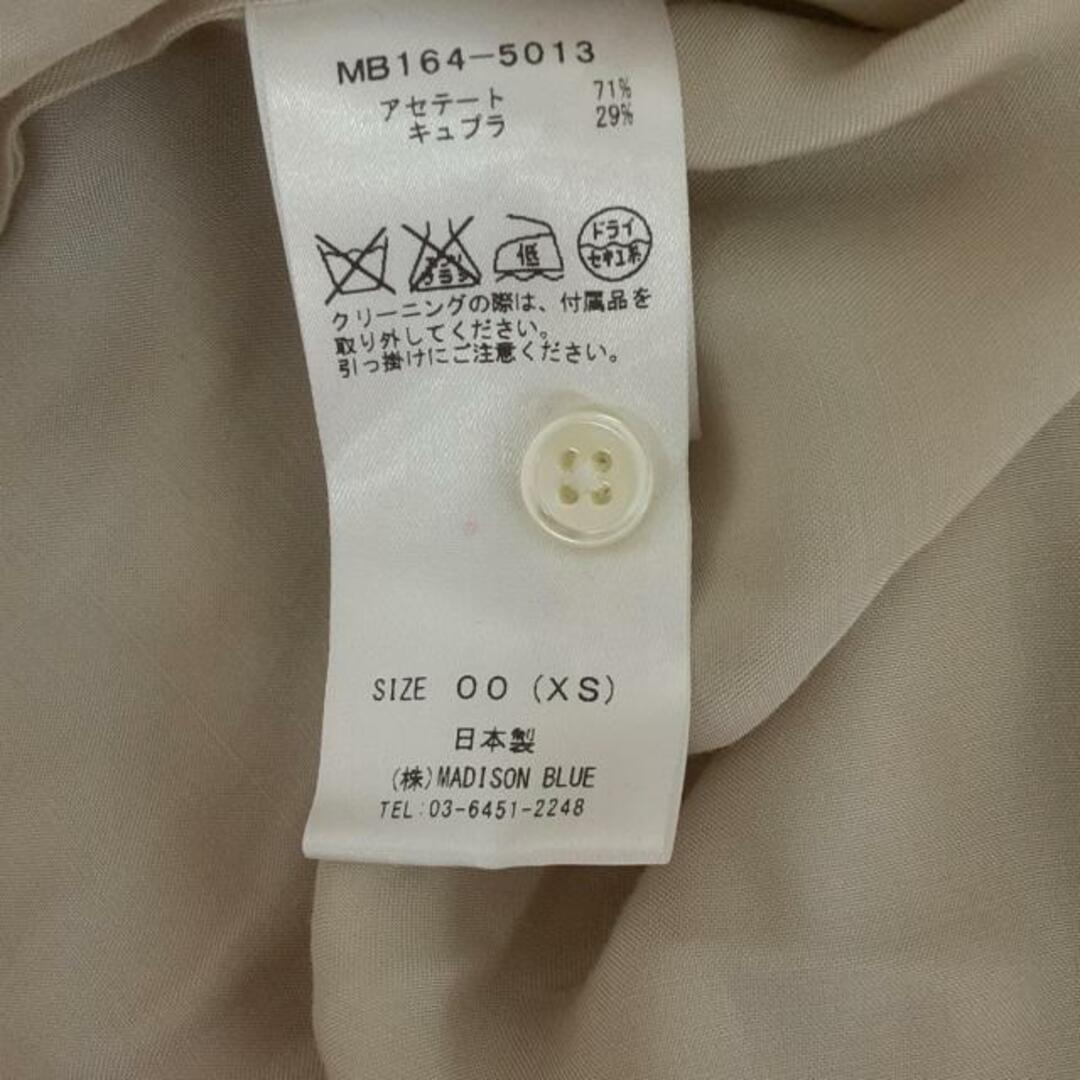 MB164-5013
アセテート 71%
キュプラ 29%
低
ドライ
セキユ系
クリーニングの際は、付属品を
取り外してください。
引っ掛けにご注意ください。
SIZE 00 (XS)
日本製
(株)MADISON BLUE
TEL:03-6451-2248